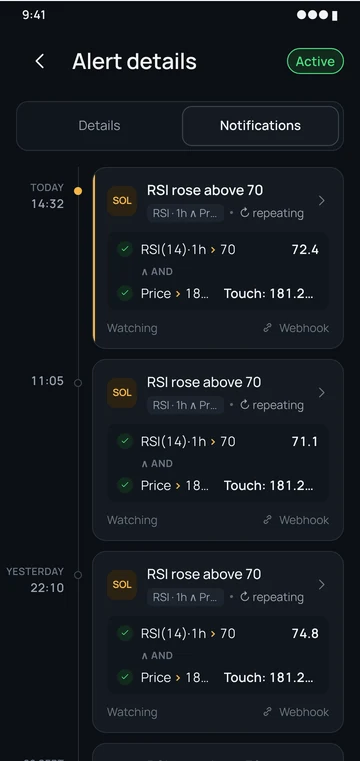 9:41
Alert details
Active
Details
Notifications
TODAY
14:32
SOL
RSI rose above 70
RSI · 1h ∧ Pr...
• repeating
RSI(14)·1h > 70
72.4
∧ AND
Price > 18...
Touch: 181.2...
Watching
Webhook
11:05
SOL
RSI rose above 70
RSI · 1h ∧ Pr...
• repeating
RSI(14)·1h > 70
71.1
∧ AND
Price > 18...
Touch: 181.2...
Watching
Webhook
YESTERDAY
22:10
SOL
RSI rose above 70
RSI · 1h ∧ Pr...
• repeating
RSI(14)·1h > 70
74.8
∧ AND
Price > 18...
Touch: 181.2...
Watching
Webhook